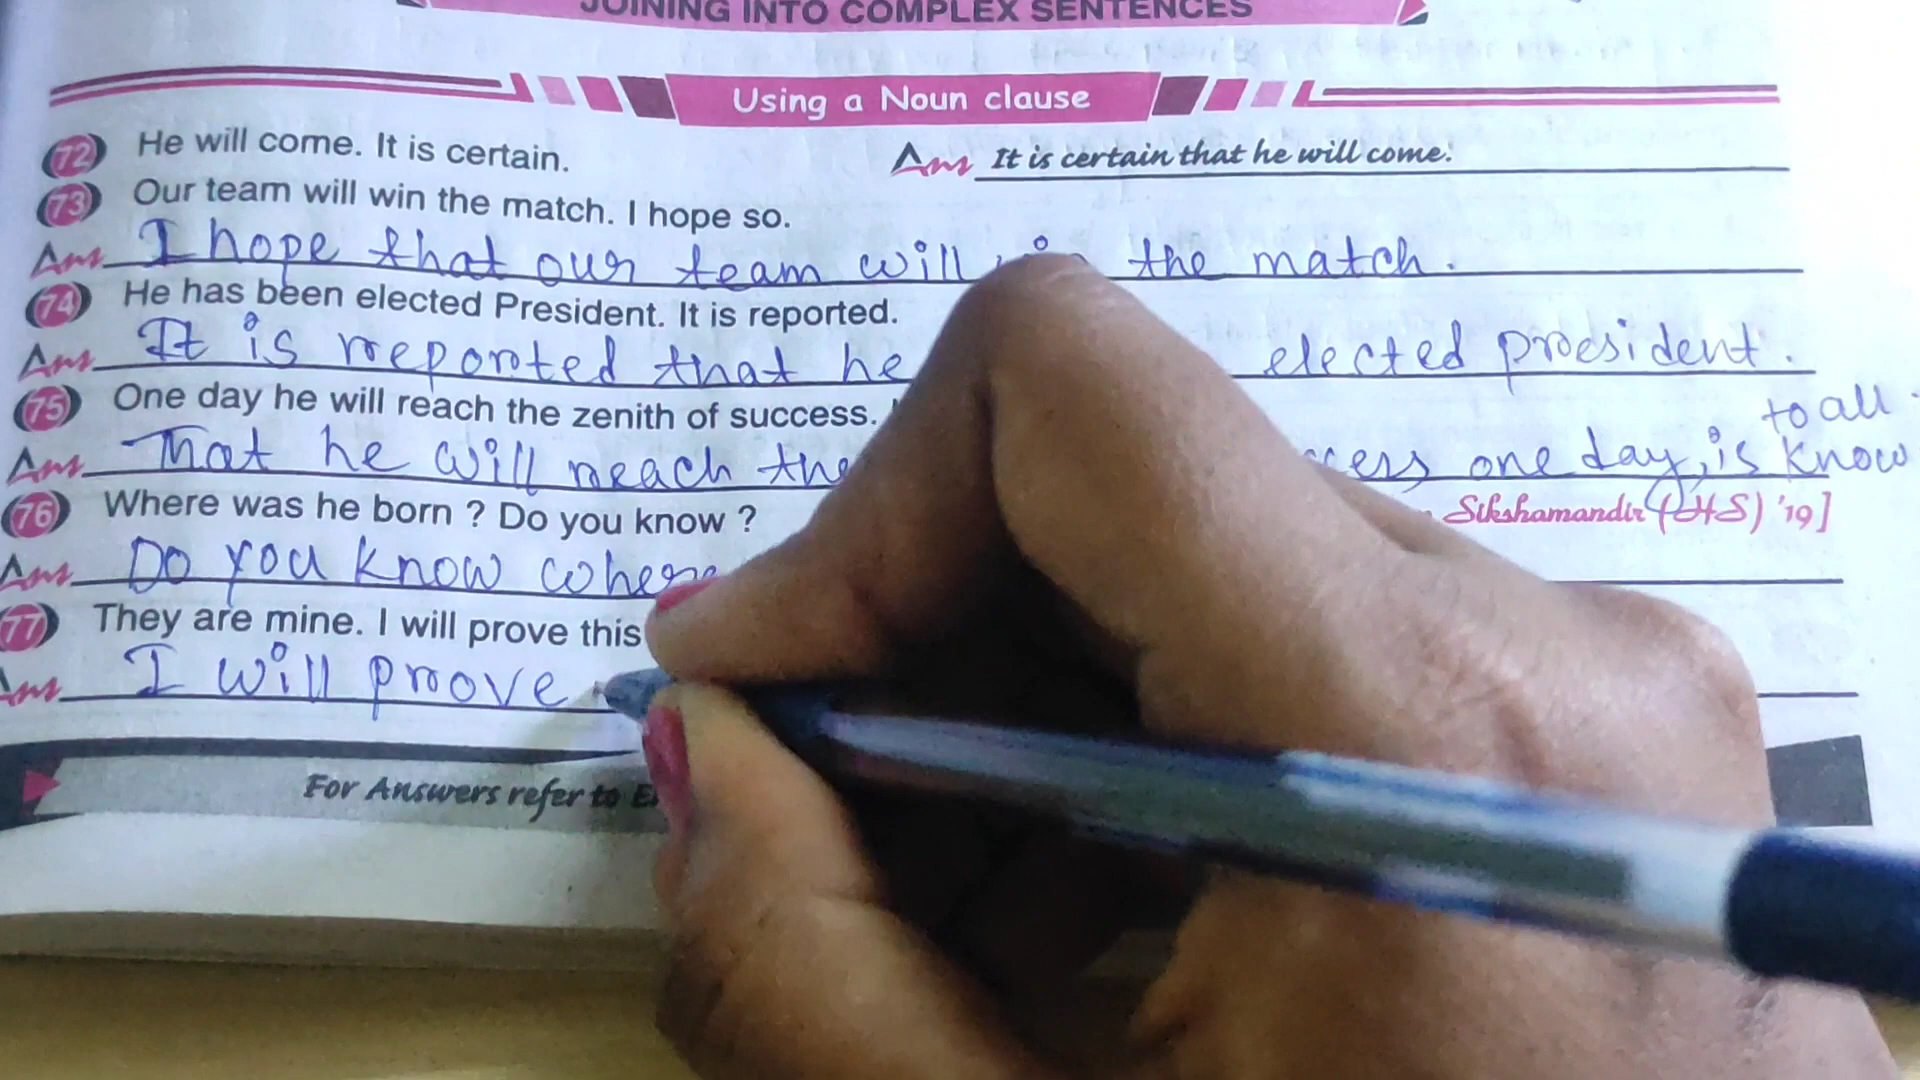 JOINING INTO COMPLEX SENTENCES
Using a Noun clause
72 He will come. It is certain. Ans It is certain that he will come.
73 Our team will win the match. I hope so.
Ans I hope that our team will the match.
74 He has been elected President. It is reported.
Ans It is reported that he elected president.
75 One day he will reach the zenith of success.
to all.
Ans That he will reach the one day, is know
76 Where was he born ? Do you know ?
Sikshamandir (HS) '19]
Ans Do you know where
77 They are mine. I will prove this
Ans I will prove
For Answers refer to